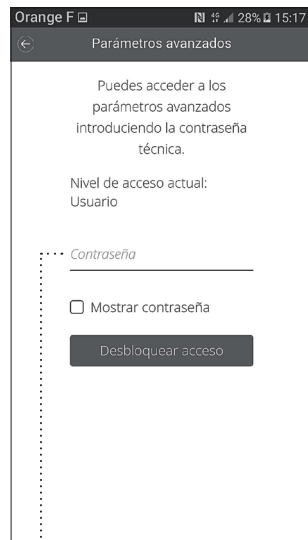 Orange F 4G 28% 15:17
Parámetros avanzados
Puedes acceder a los
parámetros avanzados
introduciendo la contraseña
técnica.
Nivel de acceso actual:
Usuario
Contraseña
Mostrar contraseña
Desbloquear acceso